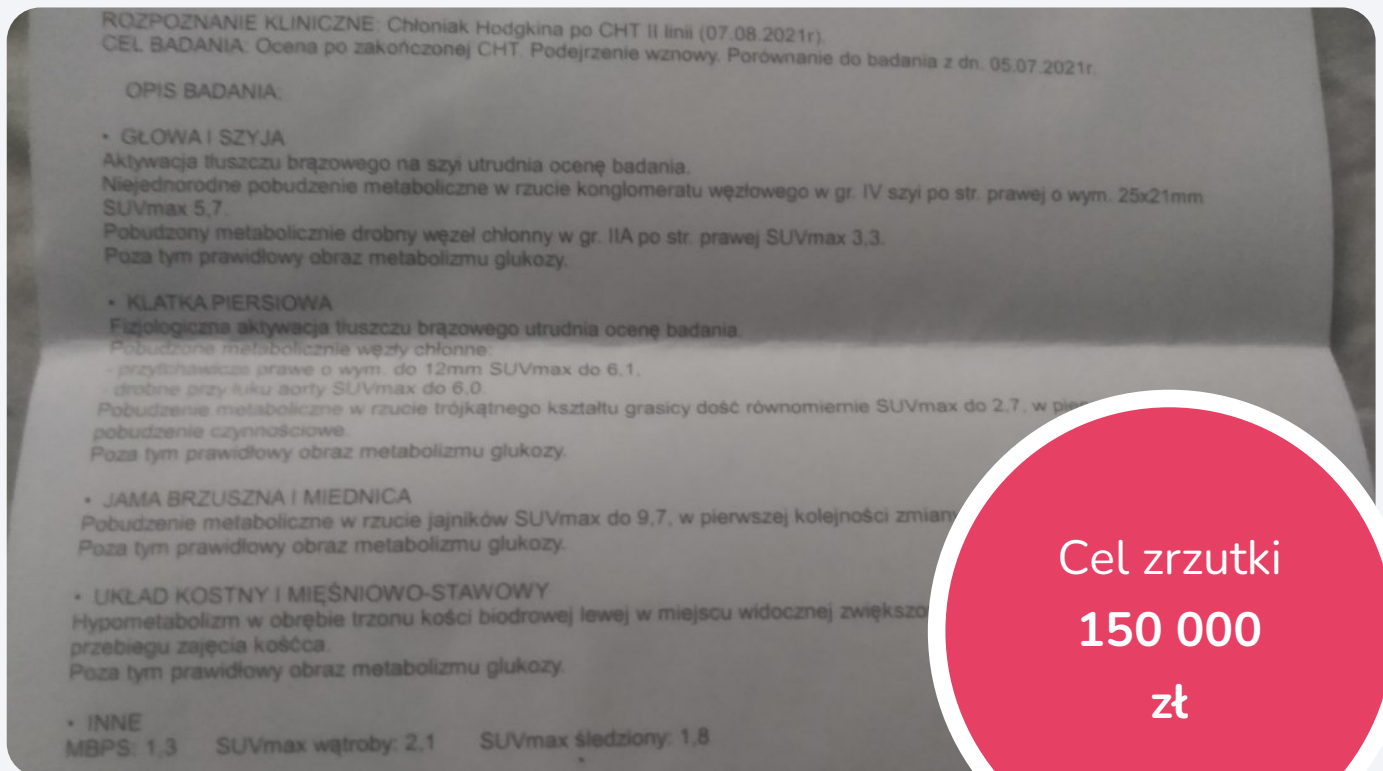 ROZPOZNANIE KLINICZNE: Chłoniak Hodgkina po CHT II linii (07.08.2021r).
CEL BADANIA: Ocena po zakończonej CHT. Podejrzenie wznowy. Porównanie do badania z dn. 05.07.2021r.
OPIS BADANIA:
• GŁOWA I SZYJA
Aktywacja tłuszczu brązowego na szyi utrudnia ocenę badania.
Niejednorodne pobudzenie metaboliczne w rzucie konglomeratu węzłowego w gr. IV szyi po str. prawej o wym. 25x21mm
SUVmax 5,7.
Pobudzony metabolicznie drobny węzeł chłonny w gr. IIA po str. prawej SUVmax 3,3.
Poza tym prawidłowy obraz metabolizmu glukozy.
• KLATKA PIERSIOWA
Fizjologiczna aktywacja tłuszczu brązowego utrudnia ocenę badania.
Pobudzone metabolicznie węzły chłonne:
- przytchawicze prawe o wym. do 12mm SUVmax do 6,1.
- drobne przy łuku aorty SUVmax do 6,0.
Pobudzenie metaboliczne w rzucie trójkątnego kształtu grasicy dość równomiernie SUVmax do 2,7, w pier
pobudzenie czynnościowe.
Poza tym prawidłowy obraz metabolizmu glukozy.
• JAMA BRZUSZNA I MIEDNICA
Pobudzenie metaboliczne w rzucie jajników SUVmax do 9,7, w pierwszej kolejności zmiany
Poza tym prawidłowy obraz metabolizmu glukozy.
• UKŁAD KOSTNY I MIĘŚNIOWO-STAWOWY
Hypometabolizm w obrębie trzonu kości biodrowej lewej w miejscu widocznej zwiększo
przebiegu zajęcia kośćca.
Poza tym prawidłowy obraz metabolizmu glukozy.
• INNE
MBPS: 1,3 SUVmax wątroby: 2,1 SUVmax śledziony: 1,8
Cel zrzutki
150 000
zł